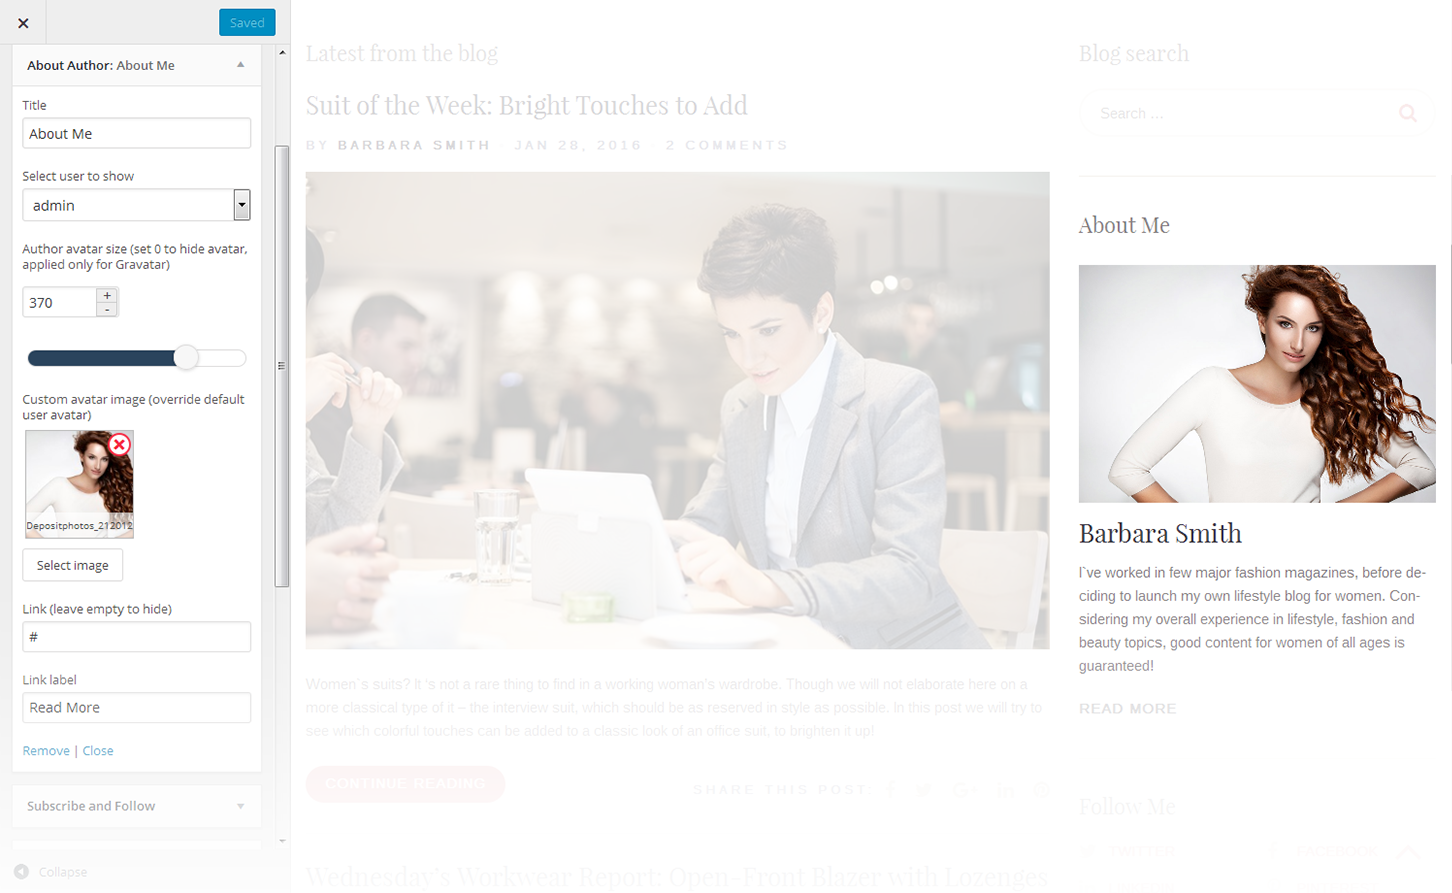 Saved
About Author: About Me
Title
About Me
Select user to show
admin
Author avatar size (set 0 to hide avatar,
applied only for Gravatar)
370
+
-
Custom avatar image (override default
user avatar)
Depositphotos_212012
Select image
Link (leave empty to hide)
#
Link label
Read More
Remove | Close
Subscribe and Follow
Collapse
Latest from the blog
Suit of the Week: Bright Touches to Add
BY BARBARA SMITH · JAN 28, 2016 · 2 COMMENTS
Women`s suits? It 's not a rare thing to find in a working woman's wardrobe. Though we will not elaborate here on a
more classical type of it – the interview suit, which should be as reserved in style as possible. In this post we will try to
see which colorful touches can be added to a classic look of an office suit, to brighten it up!
CONTINUE READING
SHARE THIS POST
Wednesday's Workwear Report: Open-Front Blazer with Lozenges
Blog search
Search …
About Me
Barbara Smith
I`ve worked in few major fashion magazines, before de-
ciding to launch my own lifestyle blog for women. Con-
sidering my overall experience in lifestyle, fashion and
beauty topics, good content for women of all ages is
guaranteed!
READ MORE
Follow Me
TWITTER
FACEBOOK